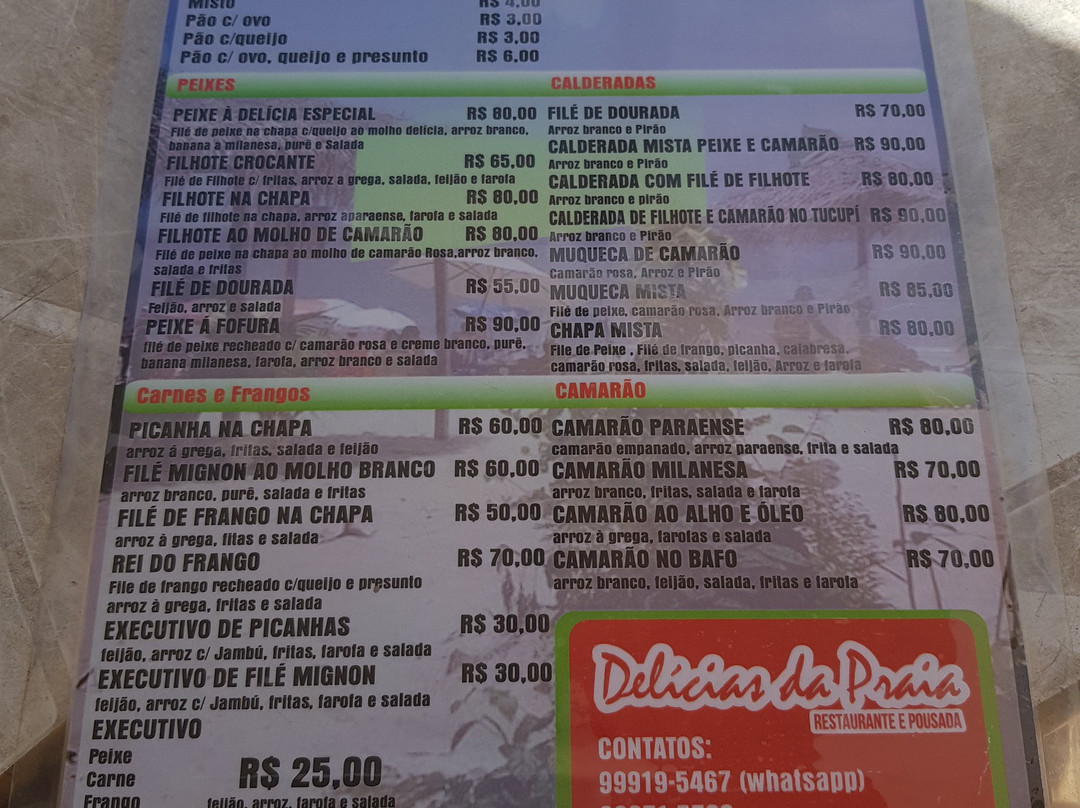 Misto R$ 4,00
Pão c/ ovo R$ 3,00
Pão c/queijo R$ 3,00
Pão c/ ovo, queijo e presunto R$ 6,00
PEIXES
PEIXE À DELÍCIA ESPECIAL R$ 80,00
Filé de peixe na chapa c/queijo ao molho delícia, arroz branco,
banana a milanesa, purê e Salada
FILHOTE CROCANTE R$ 65,00
Filé de Filhote c/ fritas, arroz a grega, salada, feijão e farofa
FILHOTE NA CHAPA R$ 80,00
Filé de filhote na chapa, arroz aparaense, farofa e salada
FILHOTE AO MOLHO DE CAMARÃO R$ 80,00
Filé de peixe na chapa ao molho de camarão Rosa,arroz branco,
salada e fritas
FILÉ DE DOURADA R$ 55,00
Feijão, arroz e salada
PEIXE Á FOFURA R$ 90,00
filé de peixe recheado c/ camarão rosa e creme branco, purê,
banana milanesa, farofa, arroz branco e salada
CALDERADAS
FILÉ DE DOURADA R$ 70,00
Arroz branco e Pirão
CALDERADA MISTA PEIXE E CAMARÃO R$ 90,00
Arroz branco e Pirão
CALDERADA COM FILÉ DE FILHOTE R$ 80,00
Arroz branco e pirão
CALDERADA DE FILHOTE E CAMARÃO NO TUCUPÍ R$ 90,00
Arroz branco e Pirão
MUQUECA DE CAMARÃO R$ 90,00
Camarão rosa, Arroz e Pirão
MUQUECA MISTA R$ 85,00
Filé de peixe, camarão rosa, Arroz branco e Pirão
CHAPA MISTA R$ 80,00
File de Peixe , Filé de frango, picanha, calabresa,
camarão rosa, fritas, salada, feijão, Arroz e farofa
Carnes e Frangos
PICANHA NA CHAPA R$ 60,00
arroz á grega, fritas, salada e feijão
FILÉ MIGNON AO MOLHO BRANCO R$ 60,00
arroz branco, purê, salada e fritas
FILÉ DE FRANGO NA CHAPA R$ 50,00
arroz à grega, fitas e salada
REI DO FRANGO R$ 70,00
File de frango recheado c/queijo e presunto
arroz à grega, fritas e salada
EXECUTIVO DE PICANHAS R$ 30,00
feijão, arroz c/ Jambú, fritas, farofa e salada
EXECUTIVO DE FILÉ MIGNON R$ 30,00
feijão, arroz c/ Jambú, fritas, farofa e salada
EXECUTIVO
Peixe
Carne R$ 25,00
Frango feijão, arroz, farofa e salada
CAMARÃO
CAMARÃO PARAENSE R$ 80,00
camarão empanado, arroz paraense, frita e salada
CAMARÃO MILANESA R$ 70,00
arroz branco, fritas, salada e farofa
CAMARÃO AO ALHO E ÓLEO R$ 80,00
arroz à grega, farofas e salada
CAMARÃO NO BAFO R$ 70,00
arroz branco, feijão, salada, fritas e farofa
Delícias da Praia
RESTAURANTE E POUSADA
CONTATOS:
99919-5467 (whatsapp)